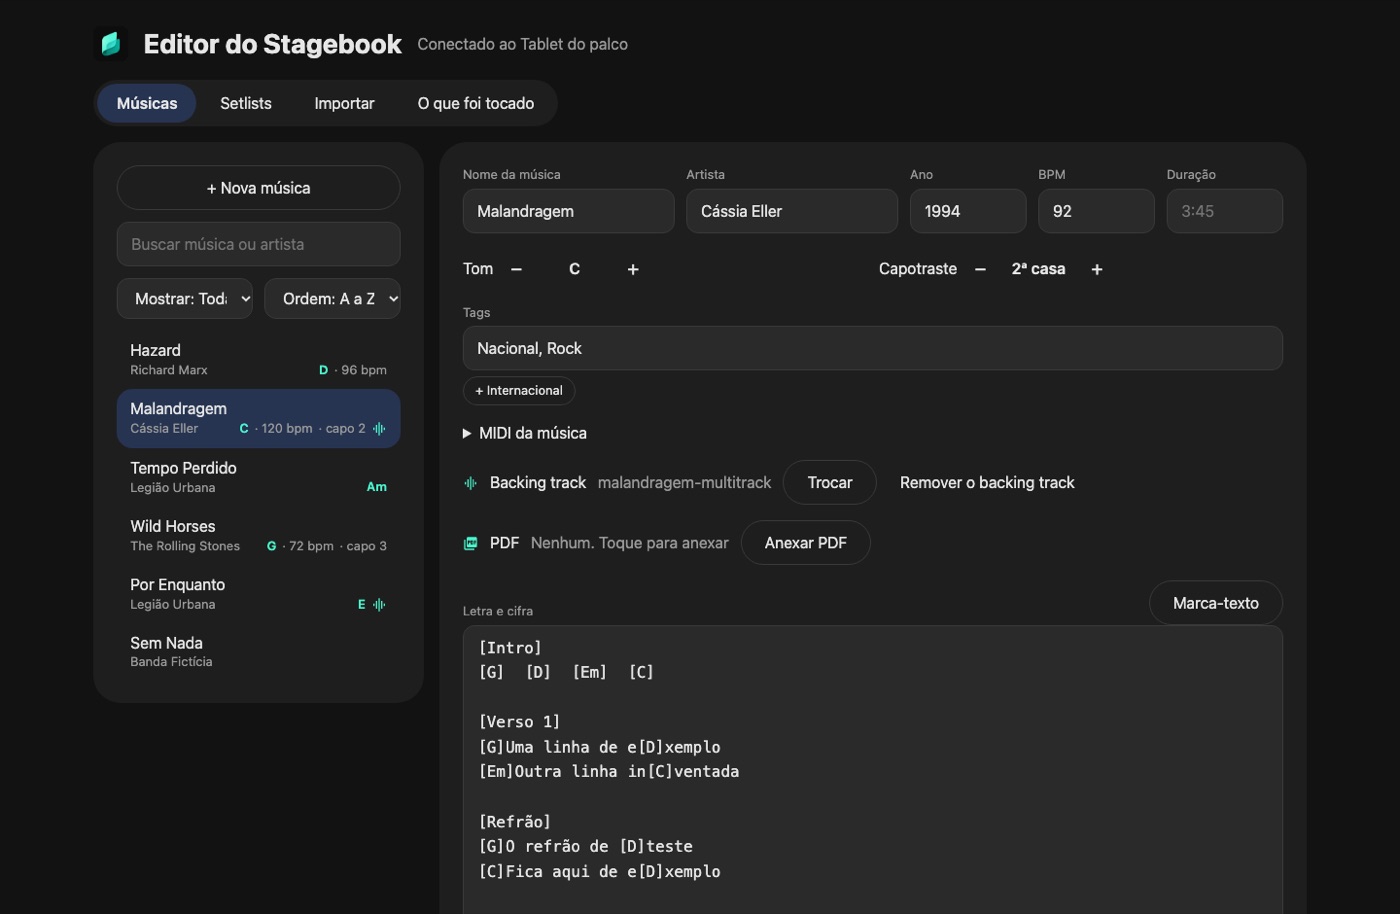 Editor do Stagebook Conectado ao Tablet do palco
Músicas Setlists Importar O que foi tocado
+ Nova música
Buscar música ou artista
Mostrar: Toda Ordem: A a Z
Hazard
Richard Marx D · 96 bpm
Malandragem
Cássia Eller C · 120 bpm · capo 2
Tempo Perdido
Legião Urbana Am
Wild Horses
The Rolling Stones G · 72 bpm · capo 3
Por Enquanto
Legião Urbana E
Sem Nada
Banda Fictícia
Nome da música Artista Ano BPM Duração
Malandragem Cássia Eller 1994 92 3:45
Tom − C + Capotraste − 2ª casa +
Tags
Nacional, Rock
+ Internacional
MIDI da música
Backing track malandragem-multitrack Trocar Remover o backing track
PDF Nenhum. Toque para anexar Anexar PDF
Letra e cifra Marca-texto
[Intro]
[G] [D] [Em] [C]
[Verso 1]
[G]Uma linha de e[D]xemplo
[Em]Outra linha in[C]ventada
[Refrão]
[G]O refrão de [D]teste
[C]Fica aqui de e[D]xemplo